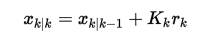 x_{k|k} = x_{k|k-1} + K_k r_k